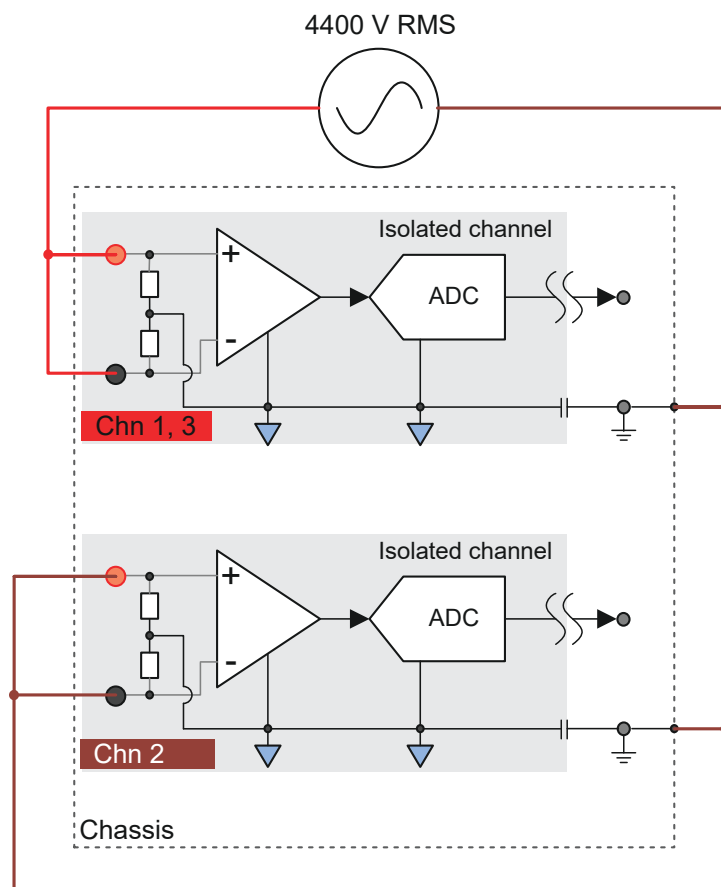 4400 V RMS
Isolated channel
+
ADC
-
Chn 1, 3
Isolated channel
+
ADC
-
Chn 2
Chassis